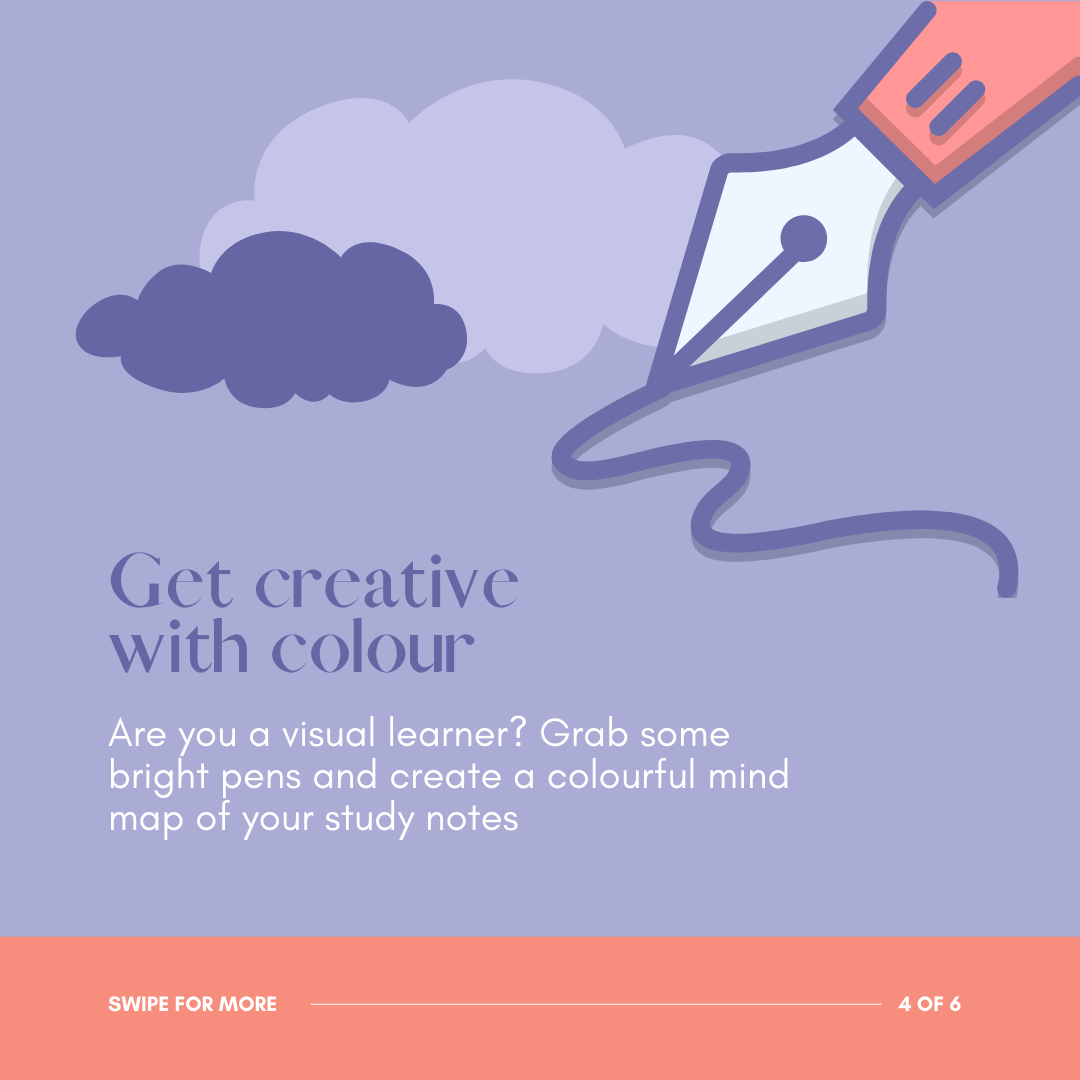 Get creative
with colour
Are you a visual learner? Grab some
bright pens and create a colourful mind
map of your study notes
SWIPE FOR MORE
4 OF 6